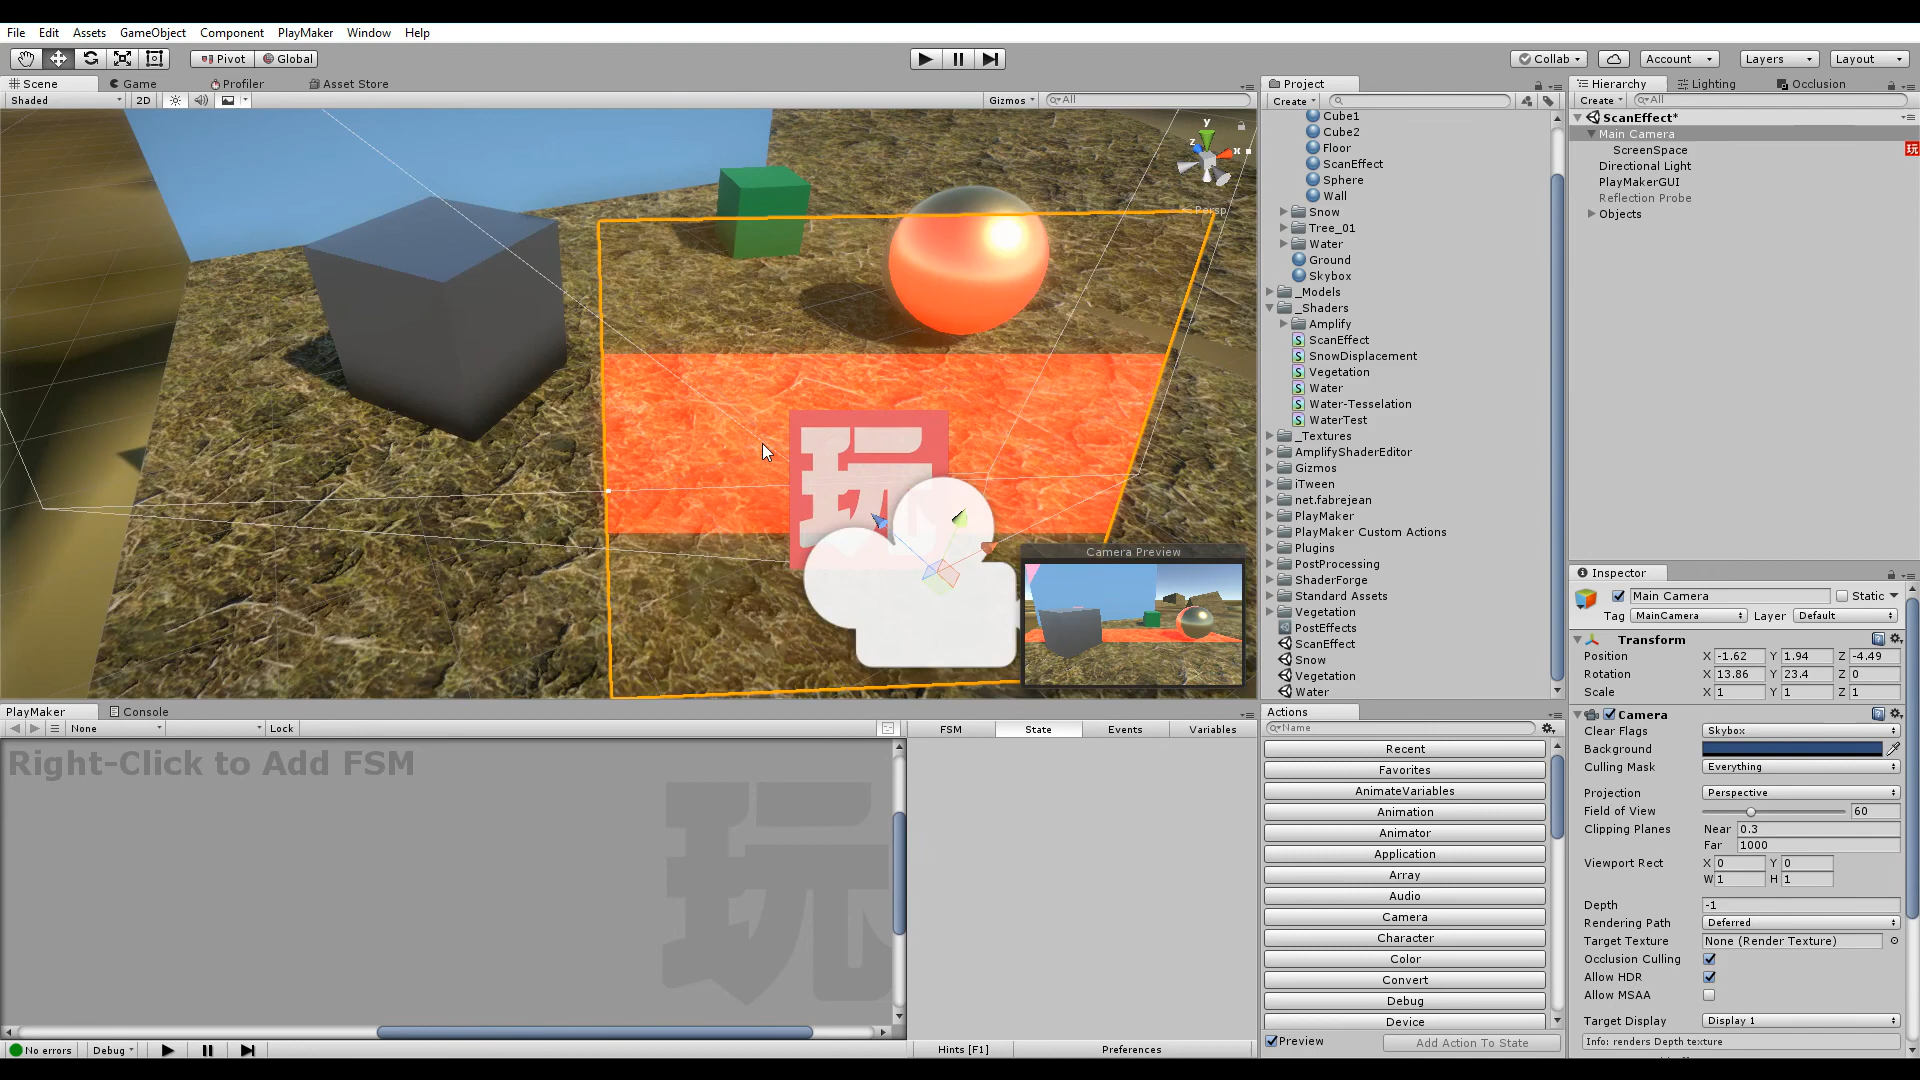 File Edit Assets GameObject Component PlayMaker Window Help
Pivot Global Collab Account Layers Layout
Scene Game Profiler Asset Store
Shaded 2D Gizmos All
y
x
z
Persp
玩
Camera Preview
Project
Create
Cube1
Cube2
Floor
ScanEffect
Sphere
Wall
Snow
Tree_01
Water
Ground
Skybox
_Models
_Shaders
Amplify
ScanEffect
SnowDisplacement
Vegetation
Water
Water-Tesselation
WaterTest
_Textures
AmplifyShaderEditor
Gizmos
iTween
net.fabrejean
PlayMaker
PlayMaker Custom Actions
Plugins
PostProcessing
ShaderForge
Standard Assets
Vegetation
PostEffects
ScanEffect
Snow
Vegetation
Water
Hierarchy Lighting Occlusion
Create All
ScanEffect*
Main Camera
ScreenSpace 玩
Directional Light
PlayMakerGUI
Reflection Probe
Objects
Inspector
Main Camera Static
Tag MainCamera Layer Default
Transform
Position X -1.62 Y 1.94 Z -4.49
Rotation X 13.86 Y 23.4 Z 0
Scale X 1 Y 1 Z 1
Camera
Clear Flags Skybox
Background
Culling Mask Everything
Projection Perspective
Field of View 60
Clipping Planes Near 0.3
Far 1000
Viewport Rect X 0 Y 0
W 1 H 1
Depth -1
Rendering Path Deferred
Target Texture None (Render Texture)
Occlusion Culling
Allow HDR
Allow MSAA
Target Display Display 1
Info: renders Depth texture
PlayMaker Console
None Lock
Right-Click to Add FSM
玩
No errors Debug
FSM State Events Variables
Hints [F1] Preferences
Actions
Name
Recent
Favorites
AnimateVariables
Animation
Animator
Application
Array
Audio
Camera
Character
Color
Convert
Debug
Device
Preview Add Action To State